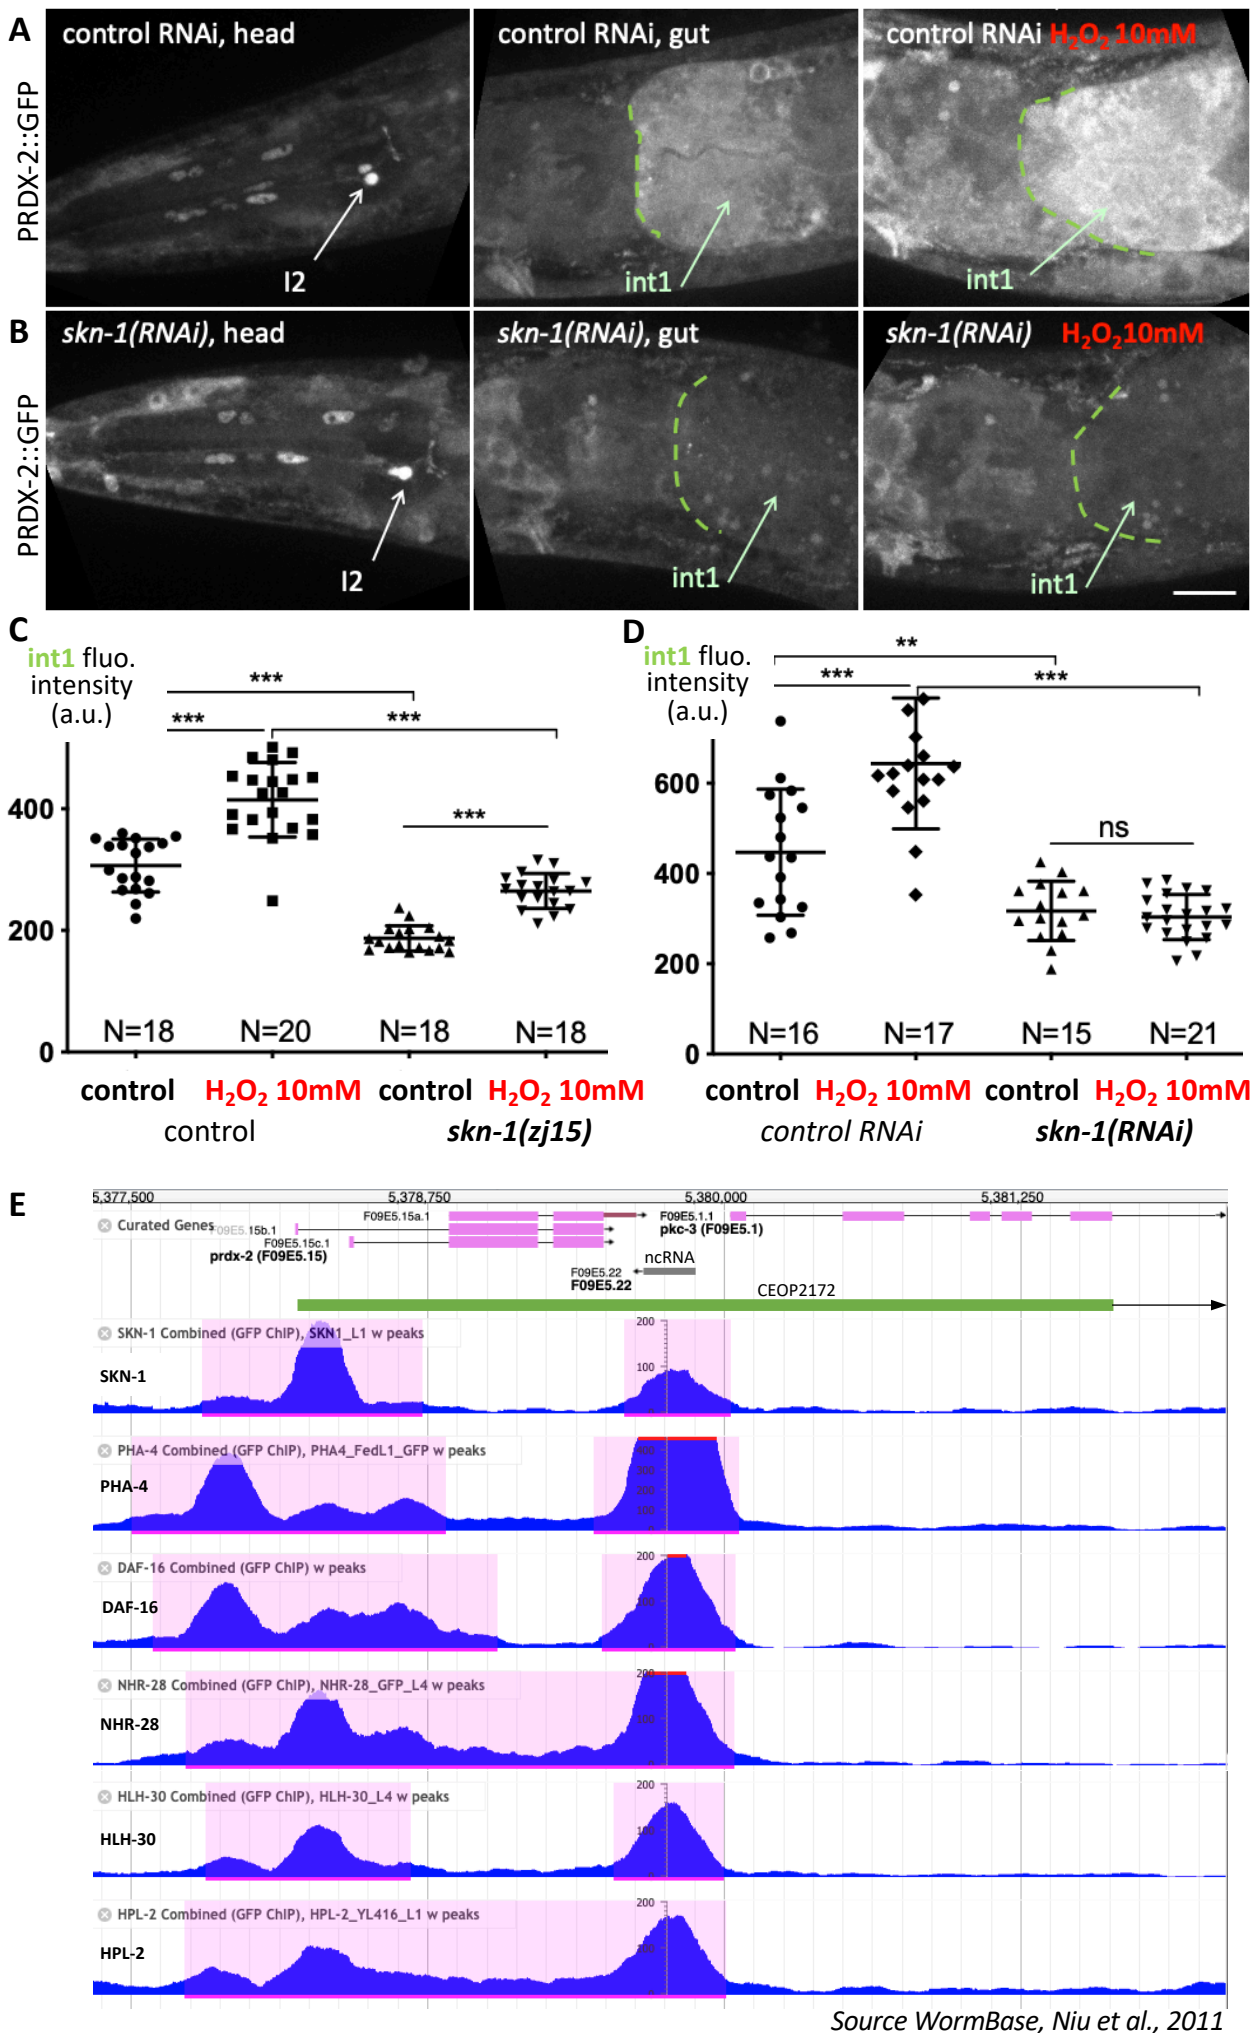 A
PRDX-2::GFP
control RNAi, head
I2
control RNAi, gut
int1
control RNAi H₂O₂ 10mM
int1
B
PRDX-2::GFP
skn-1(RNAi), head
I2
skn-1(RNAi), gut
int1
skn-1(RNAi) H₂O₂10mM
int1
C
int1 fluo.
intensity
(a.u.)
***
***
***
***
400
200
0
N=18 N=20 N=18 N=18
control H₂O₂ 10mM control H₂O₂ 10mM
control skn-1(zj15)
D
int1 fluo.
intensity
(a.u.)
**
***
***
ns
600
400
200
0
N=16 N=17 N=15 N=21
control H₂O₂ 10mM control H₂O₂ 10mM
control RNAi skn-1(RNAi)
E
5,377,500 5,378,750 5,380,000 5,381,250
Curated Genes
F09E5.15a.1
F09E5.15b.1
F09E5.15c.1
prdx-2 (F09E5.15)
F09E5.1.1
pkc-3 (F09E5.1)
ncRNA
F09E5.22
F09E5.22
CEOP2172
SKN-1 Combined (GFP ChIP), SKN1_L1 w peaks
200
100
SKN-1
PHA-4 Combined (GFP ChIP), PHA4_FedL1_GFP w peaks
PHA-4
DAF-16 Combined (GFP ChIP) w peaks
200
DAF-16
NHR-28 Combined (GFP ChIP), NHR-28_GFP_L4 w peaks
200
NHR-28
HLH-30 Combined (GFP ChIP), HLH-30_L4 w peaks
200
HLH-30
HPL-2 Combined (GFP ChIP), HPL-2_YL416_L1 w peaks
200
HPL-2
Source WormBase, Niu et al., 2011